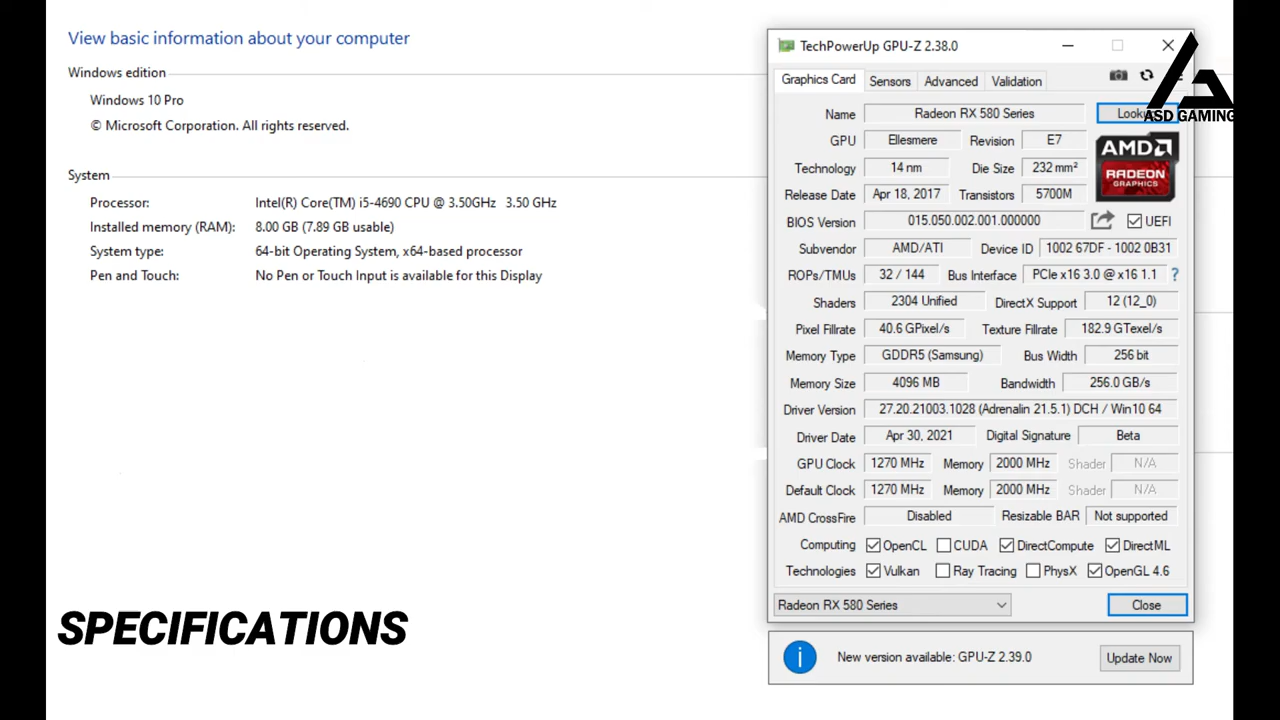 View basic information about your computer
Windows edition
Windows 10 Pro
© Microsoft Corporation. All rights reserved.
System
Processor: Intel(R) Core(TM) i5-4690 CPU @ 3.50GHz 3.50 GHz
Installed memory (RAM): 8.00 GB (7.89 GB usable)
System type: 64-bit Operating System, x64-based processor
Pen and Touch: No Pen or Touch Input is available for this Display
SPECIFICATIONS
TechPowerUp GPU-Z 2.38.0
Graphics Card Sensors Advanced Validation
ASD GAMING
Name Radeon RX 580 Series
GPU Ellesmere Revision E7
AMD
RADEON
GRAPHICS
Technology 14 nm Die Size 232 mm²
Release Date Apr 18, 2017 Transistors 5700M
BIOS Version 015.050.002.001.000000 UEFI
Subvendor AMD/ATI Device ID 1002 67DF - 1002 0B31
ROPs/TMUs 32 / 144 Bus Interface PCIe x16 3.0 @ x16 1.1 ?
Shaders 2304 Unified DirectX Support 12 (12_0)
Pixel Fillrate 40.6 GPixel/s Texture Fillrate 182.9 GTexel/s
Memory Type GDDR5 (Samsung) Bus Width 256 bit
Memory Size 4096 MB Bandwidth 256.0 GB/s
Driver Version 27.20.21003.1028 (Adrenalin 21.5.1) DCH / Win10 64
Driver Date Apr 30, 2021 Digital Signature Beta
GPU Clock 1270 MHz Memory 2000 MHz Shader N/A
Default Clock 1270 MHz Memory 2000 MHz Shader N/A
AMD CrossFire Disabled Resizable BAR Not supported
Computing OpenCL CUDA DirectCompute DirectML
Technologies Vulkan Ray Tracing PhysX OpenGL 4.6
Radeon RX 580 Series Close
New version available: GPU-Z 2.39.0 Update Now